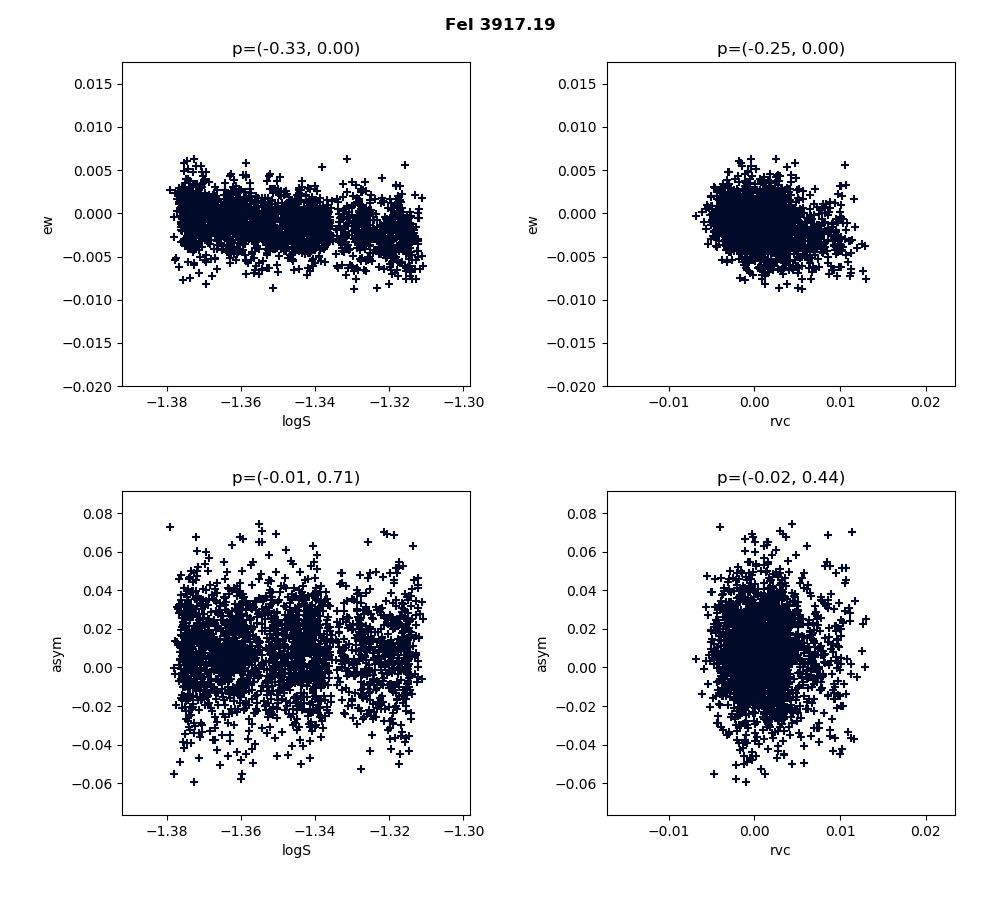 FeI 3917.19
p=(-0.33, 0.00)
p=(-0.25, 0.00)
0.015
0.010
0.005
0.000
−0.005
−0.010
−0.015
−0.020
ew
−1.38 −1.36 −1.34 −1.32 −1.30
logS
0.015
0.010
0.005
0.000
−0.005
−0.010
−0.015
−0.020
ew
−0.01 0.00 0.01 0.02
rvc
p=(-0.01, 0.71)
p=(-0.02, 0.44)
0.08
0.06
0.04
0.02
0.00
−0.02
−0.04
−0.06
asym
−1.38 −1.36 −1.34 −1.32 −1.30
logS
0.08
0.06
0.04
0.02
0.00
−0.02
−0.04
−0.06
asym
−0.01 0.00 0.01 0.02
rvc